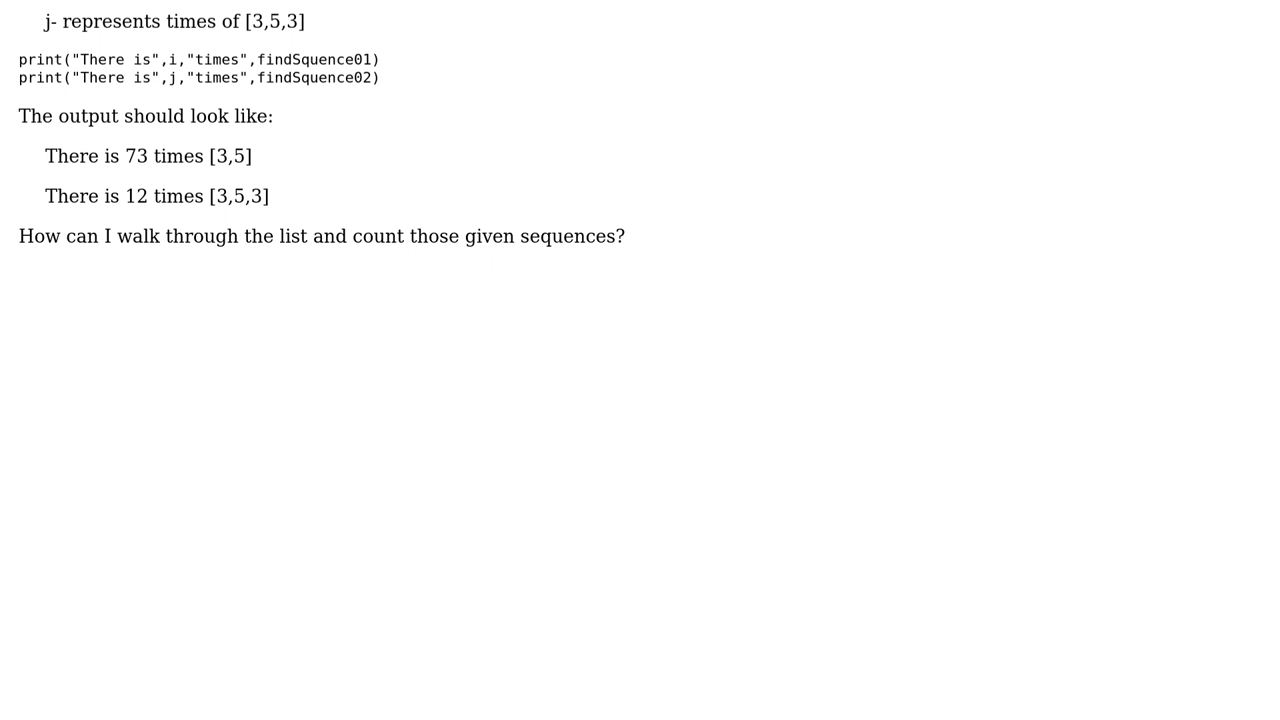 j- represents times of [3,5,3]
print("There is",i,"times",findSquence01)
print("There is",j,"times",findSquence02)
The output should look like:
There is 73 times [3,5]
There is 12 times [3,5,3]
How can I walk through the list and count those given sequences?